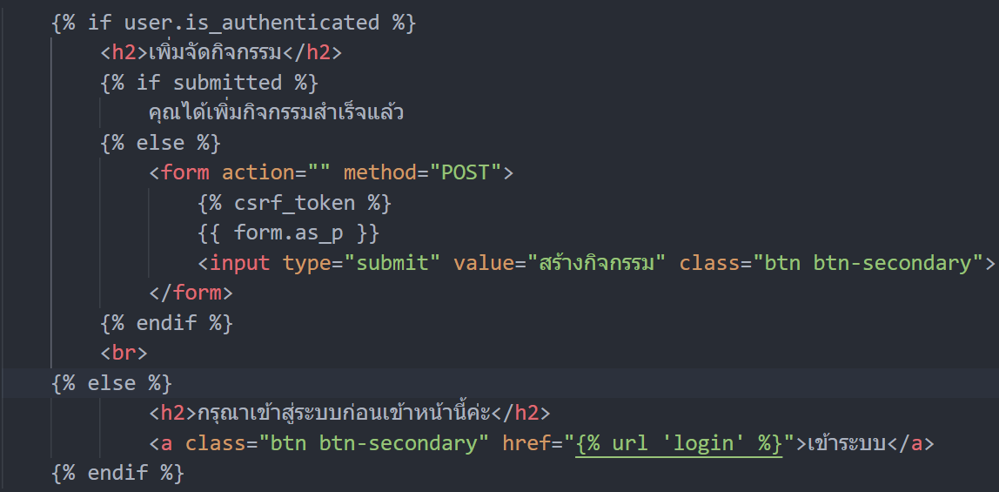 {% if user.is_authenticated %}
<h2>เพิ่มจัดกิจกรรม</h2>
{% if submitted %}
คุณได้เพิ่มกิจกรรมสำเร็จแล้ว
{% else %}
<form action="" method="POST">
{% csrf_token %}
{{ form.as_p }}
<input type="submit" value="สร้างกิจกรรม" class="btn btn-secondary">
</form>
{% endif %}
<br>
{% else %}
<h2>กรุณาเข้าสู่ระบบก่อนเข้าหน้านี้ค่ะ</h2>
<a class="btn btn-secondary" href="{% url 'login' %}">เข้าระบบ</a>
{% endif %}